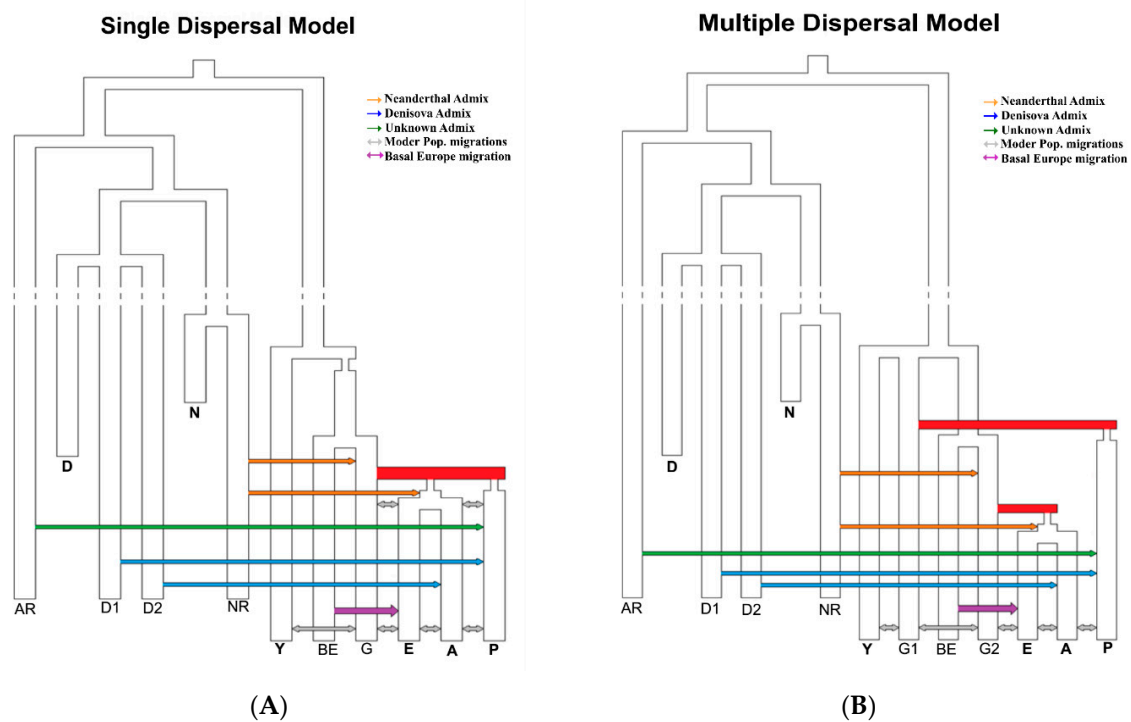 Single Dispersal Model
Neanderthal Admix
Denisova Admix
Unknown Admix
Moder Pop. migrations
Basal Europe migration
N
D
AR
D1
D2
NR
Y
BE
G
E
A
P
(A)
Multiple Dispersal Model
Neanderthal Admix
Denisova Admix
Unknown Admix
Moder Pop. migrations
Basal Europe migration
N
D
AR
D1
D2
NR
Y
G1
BE
G2
E
A
P
(B)